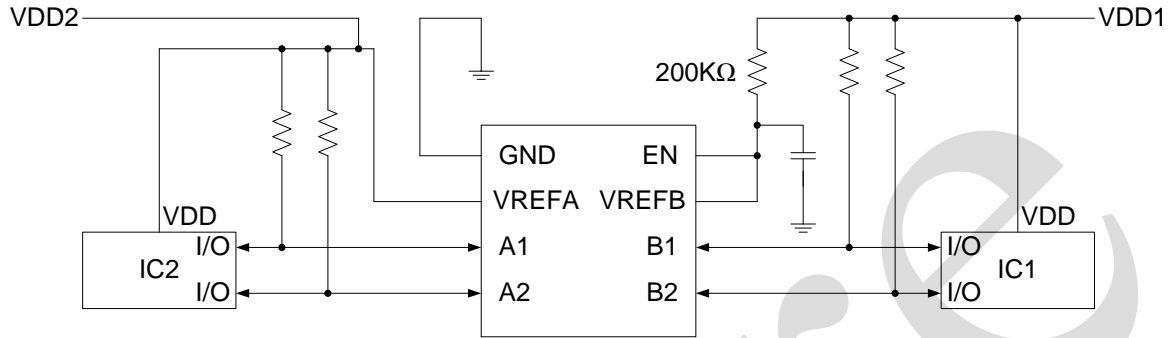 VDD2
VDD1
200KΩ
GND
EN
VREFA
VREFB
VDD
VDD
I/O
A1
B1
I/O
IC2
IC1
I/O
A2
B2
I/O